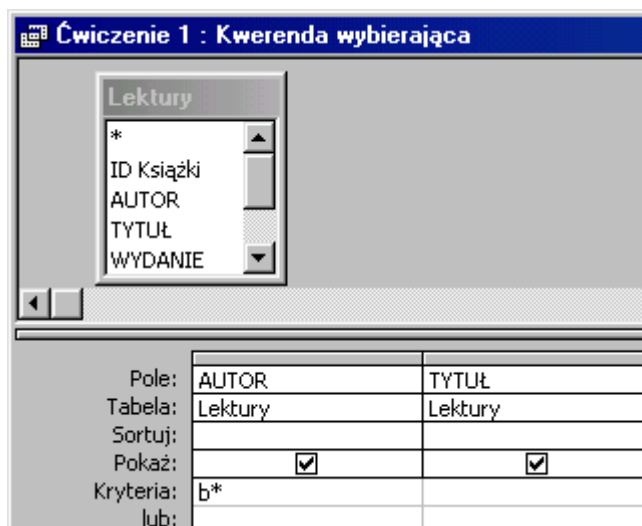 Ćwiczenie 1 : Kwerenda wybierająca
Lektury
*
ID Książki
AUTOR
TYTUŁ
WYDANIE
Pole: AUTOR TYTUŁ
Tabela: Lektury Lektury
Sortuj:
Pokaż:
Kryteria: b*
lub: